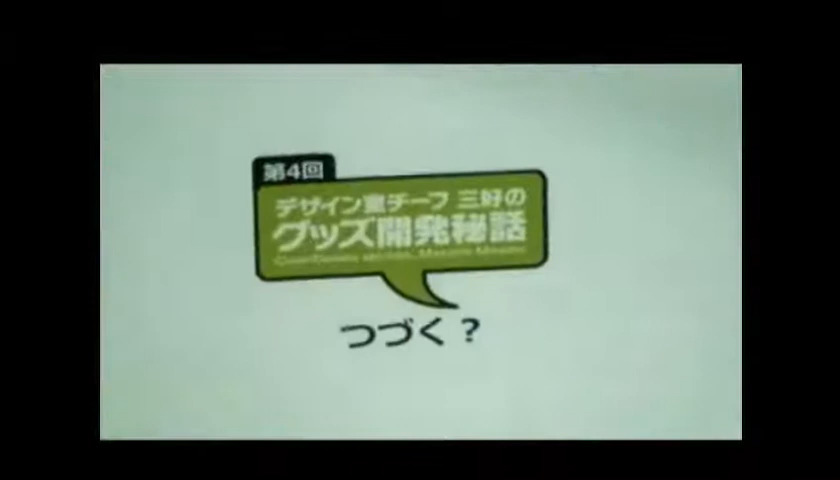 第4回
デザイン室チーフ 三好の
グッズ開発秘話
つづく？